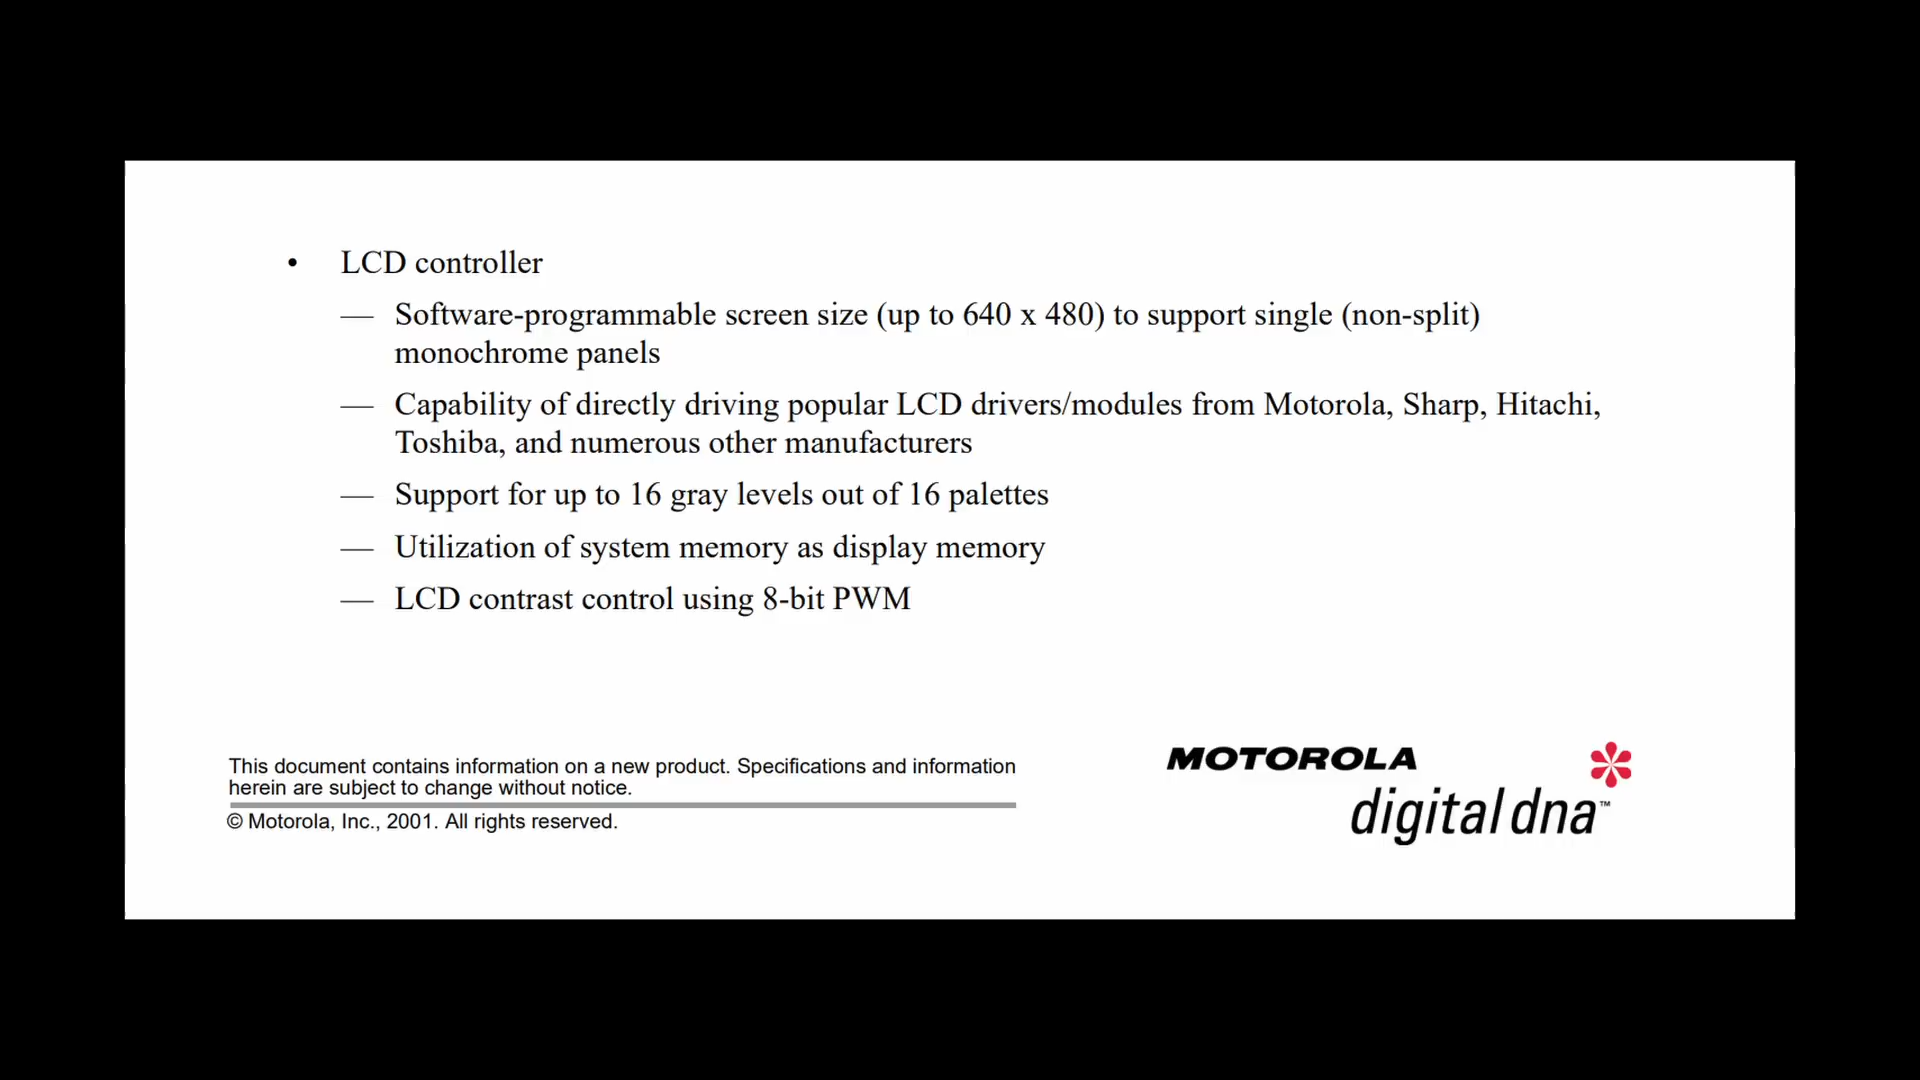 • LCD controller
— Software-programmable screen size (up to 640 x 480) to support single (non-split)
monochrome panels
— Capability of directly driving popular LCD drivers/modules from Motorola, Sharp, Hitachi,
Toshiba, and numerous other manufacturers
— Support for up to 16 gray levels out of 16 palettes
— Utilization of system memory as display memory
— LCD contrast control using 8-bit PWM
This document contains information on a new product. Specifications and information
herein are subject to change without notice.
© Motorola, Inc., 2001. All rights reserved.
MOTOROLA
digital dna™